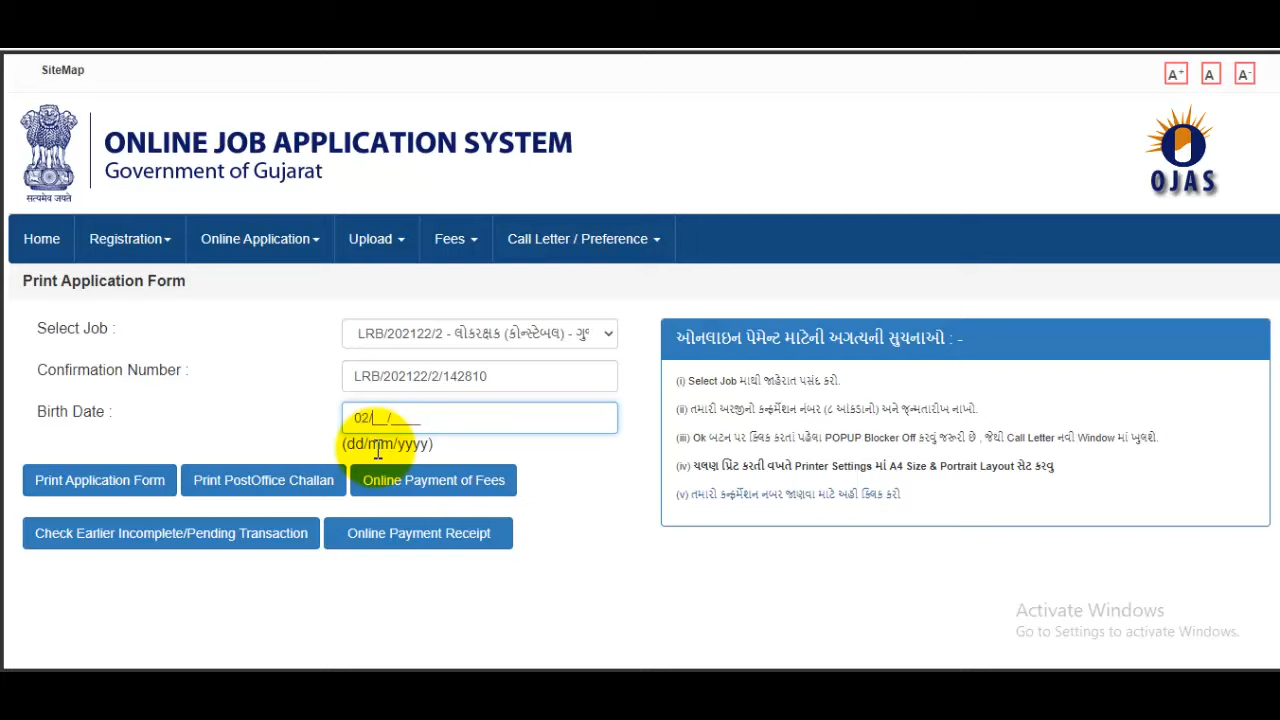 SiteMap
A+ A A-
सत्यमेव जयते
ONLINE JOB APPLICATION SYSTEM
Government of Gujarat
OJAS
Home Registration Online Application Upload Fees Call Letter / Preference
Print Application Form
Select Job :
LRB/202122/2 - લોકરક્ષક (કોન્સ્ટેબલ) - ગુ
Confirmation Number :
LRB/202122/2/142810
Birth Date :
02/__/____
(dd/mm/yyyy)
Print Application Form Print PostOffice Challan Online Payment of Fees
Check Earlier Incomplete/Pending Transaction Online Payment Receipt
ઓનલાઇન પેમેન્ટ માટેની અગત્યની સુચનાઓ : -
(i) Select Job માથી જાહેરાત પસંદ કરો.
(ii) તમારી અરજીનો કન્ફર્મેશન નંબર (૮ આંકડાનો) અને જન્મતારીખ નાખો.
(iii) Ok બટન પર ક્લિક કરતાં પહેલા POPUP Blocker Off કરવું જરૂરી છે , જેથી Call Letter નવી Window માં ખુલશે.
(iv) ચલણ પ્રિંટ કરતી વખતે Printer Settings માં A4 Size & Portrait Layout સેટ કરવુ
(v) તમારો કન્ફર્મેશન નંબર જાણવા માટે અહી ક્લિક કરો
Activate Windows
Go to Settings to activate Windows.